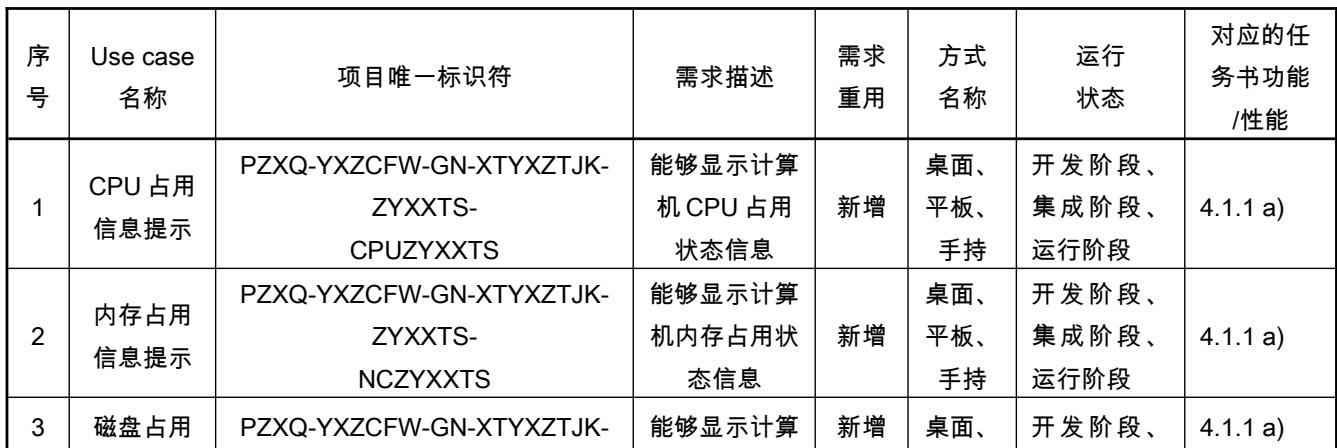 序号 Use case 名称 项目唯一标识符 需求描述 需求重用 方式名称 运行状态 对应的任务书功能/性能
1 CPU 占用信息提示 PZXQ-YXZCFW-GN-XTYXZTJK-ZYXXTS-CPUZYXXTS 能够显示计算机 CPU 占用状态信息 新增 桌面、平板、手持 开发阶段、集成阶段、运行阶段 4.1.1 a)
2 内存占用信息提示 PZXQ-YXZCFW-GN-XTYXZTJK-ZYXXTS-NCZYXXTS 能够显示计算机内存占用状态信息 新增 桌面、平板、手持 开发阶段、集成阶段、运行阶段 4.1.1 a)
3 磁盘占用 PZXQ-YXZCFW-GN-XTYXZTJK- 能够显示计算 新增 桌面、 开发阶段、 4.1.1 a)